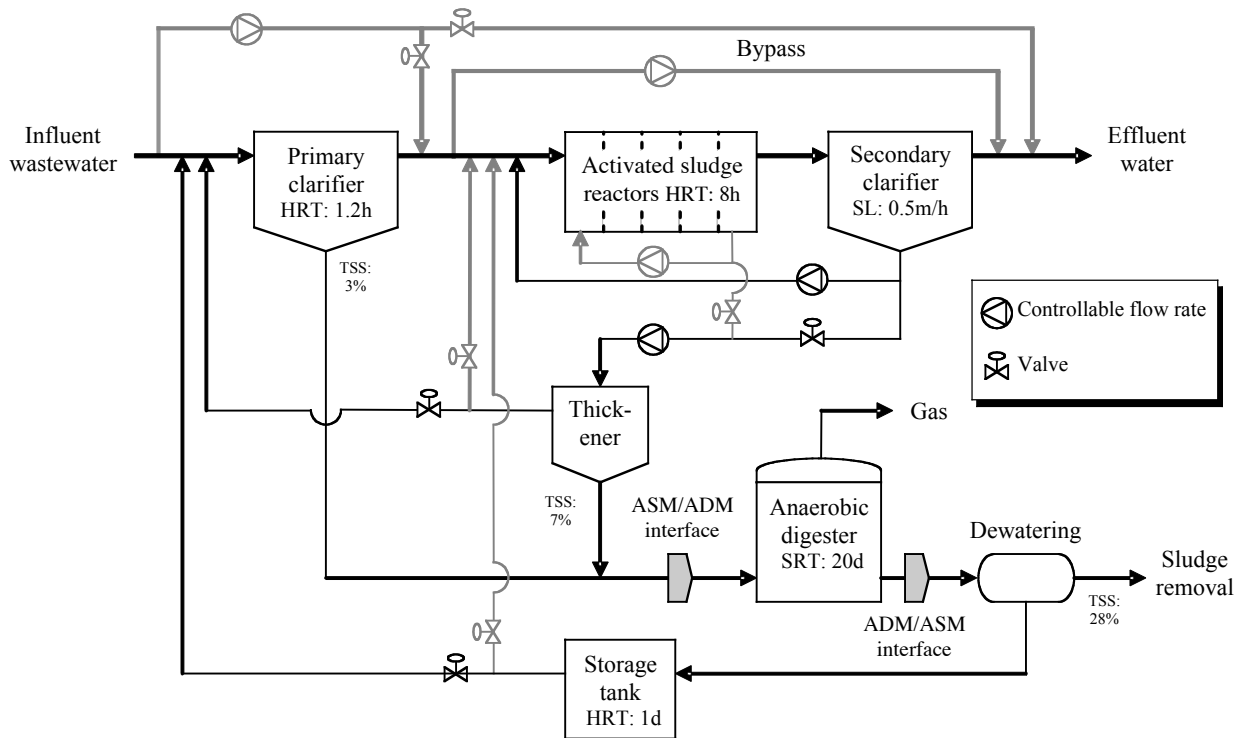 Bypass
Influent
wastewater
Primary
clarifier
HRT: 1.2h
Activated sludge
reactors HRT: 8h
Secondary
clarifier
SL: 0.5m/h
Effluent
water
TSS:
3%
Controllable flow rate
Valve
Thick-
ener
Gas
TSS:
7%
ASM/ADM
interface
Anaerobic
digester
SRT: 20d
Dewatering
Sludge
removal
TSS:
28%
ADM/ASM
interface
Storage
tank
HRT: 1d